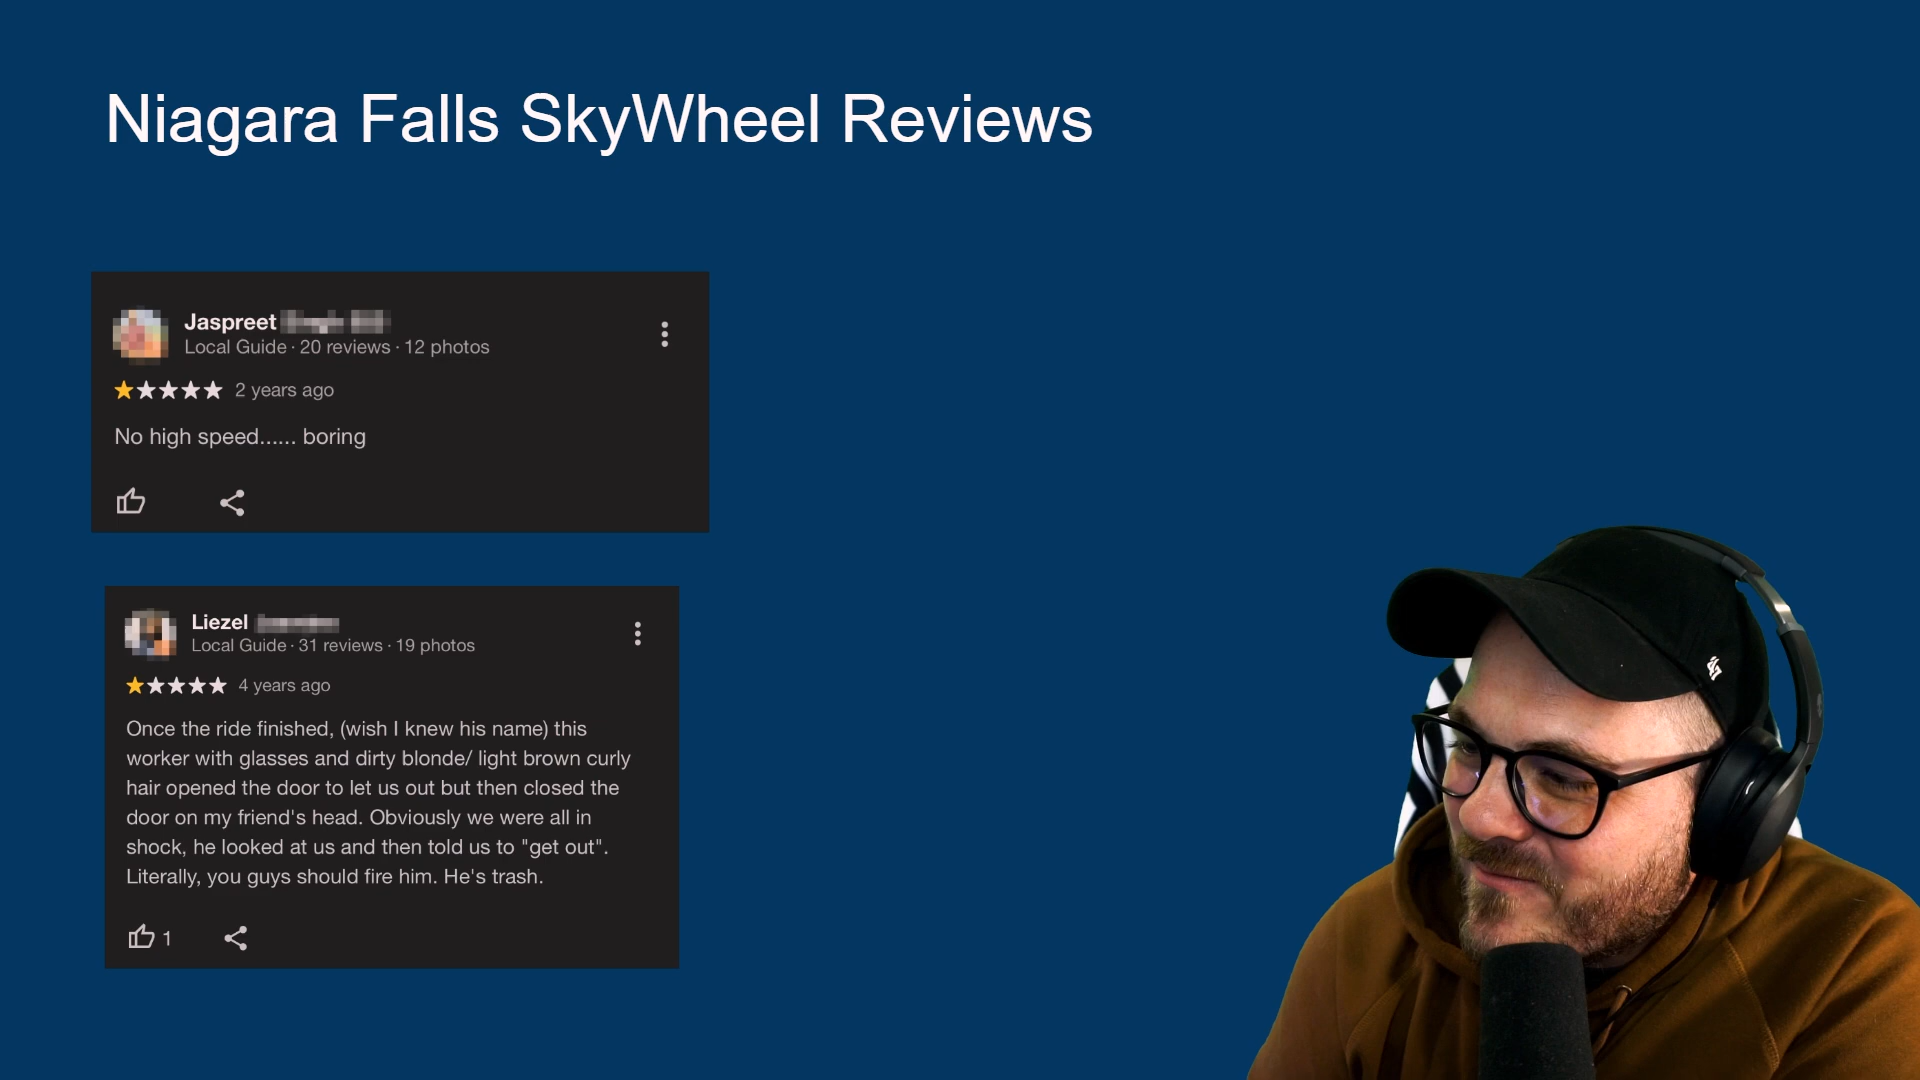 Niagara Falls SkyWheel Reviews
Jaspreet
Local Guide · 20 reviews · 12 photos
2 years ago
No high speed...... boring
Liezel
Local Guide · 31 reviews · 19 photos
4 years ago
Once the ride finished, (wish I knew his name) this
worker with glasses and dirty blonde/ light brown curly
hair opened the door to let us out but then closed the
door on my friend's head. Obviously we were all in
shock, he looked at us and then told us to "get out".
Literally, you guys should fire him. He's trash.
1